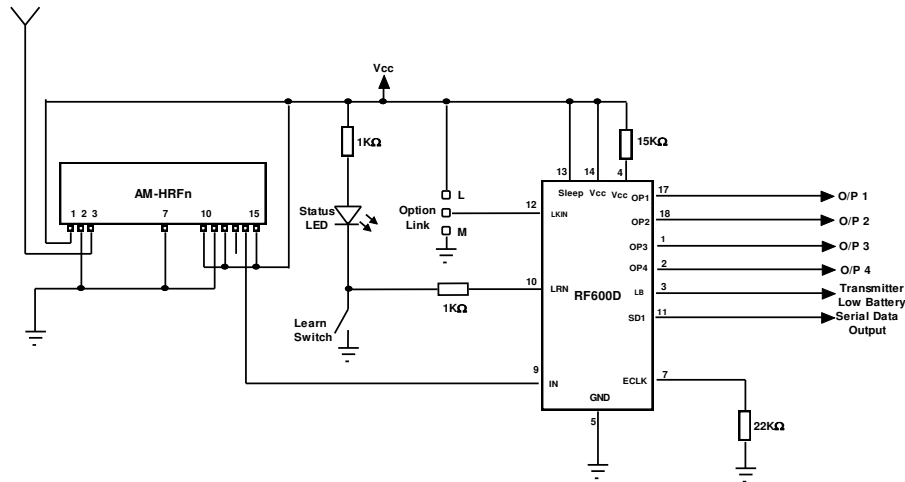 Vcc
1KΩ
15KΩ
AM-HRFn
1 2 3 7 10 15
13 14 4
Sleep Vcc Vcc
OP1 17 O/P 1
L
Status
LED
Option
Link
M
12 LKIN
OP2 18 O/P 2
OP3 1 O/P 3
OP4 2 O/P 4
10 LRN
RF600D
LB 3 Transmitter
Low Battery
1KΩ
SD1 11 Serial Data
Output
Learn
Switch
9 IN
ECLK 7
GND
5
22KΩ